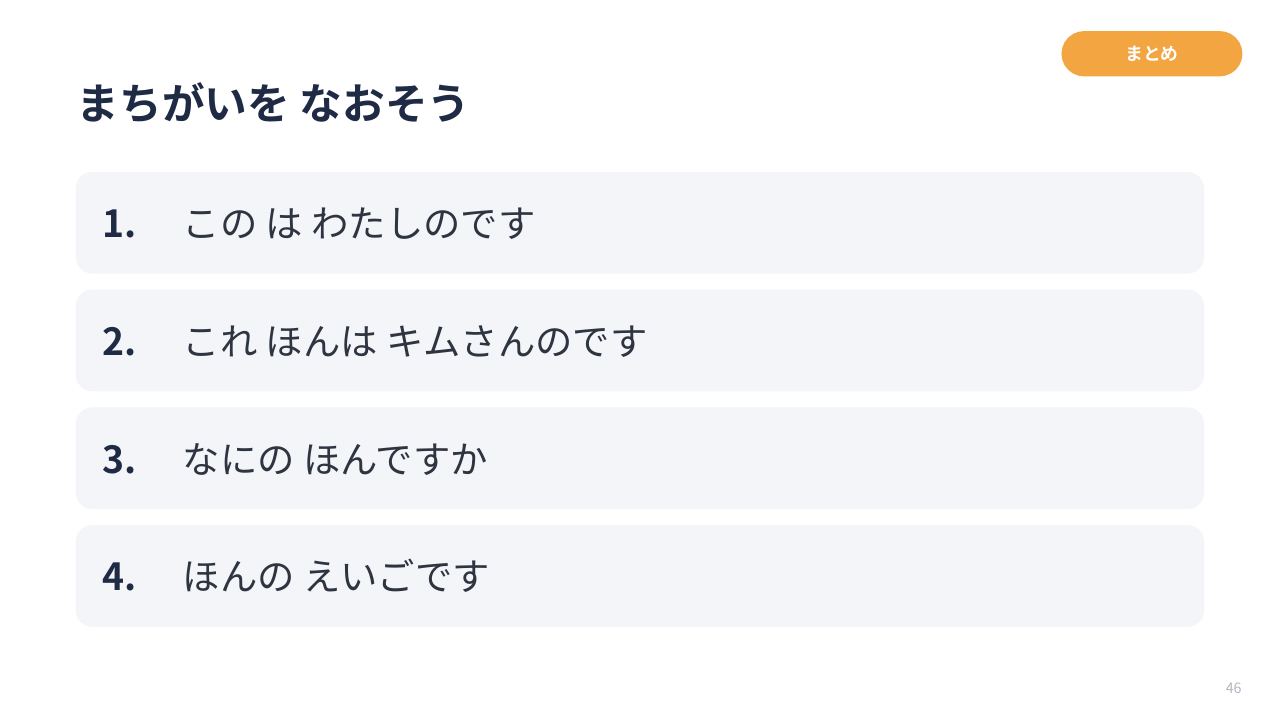 まとめ
まちがいを なおそう
1. この は わたしのです
2. これ ほんは キムさんのです
3. なにの ほんですか
4. ほんの えいごです
46